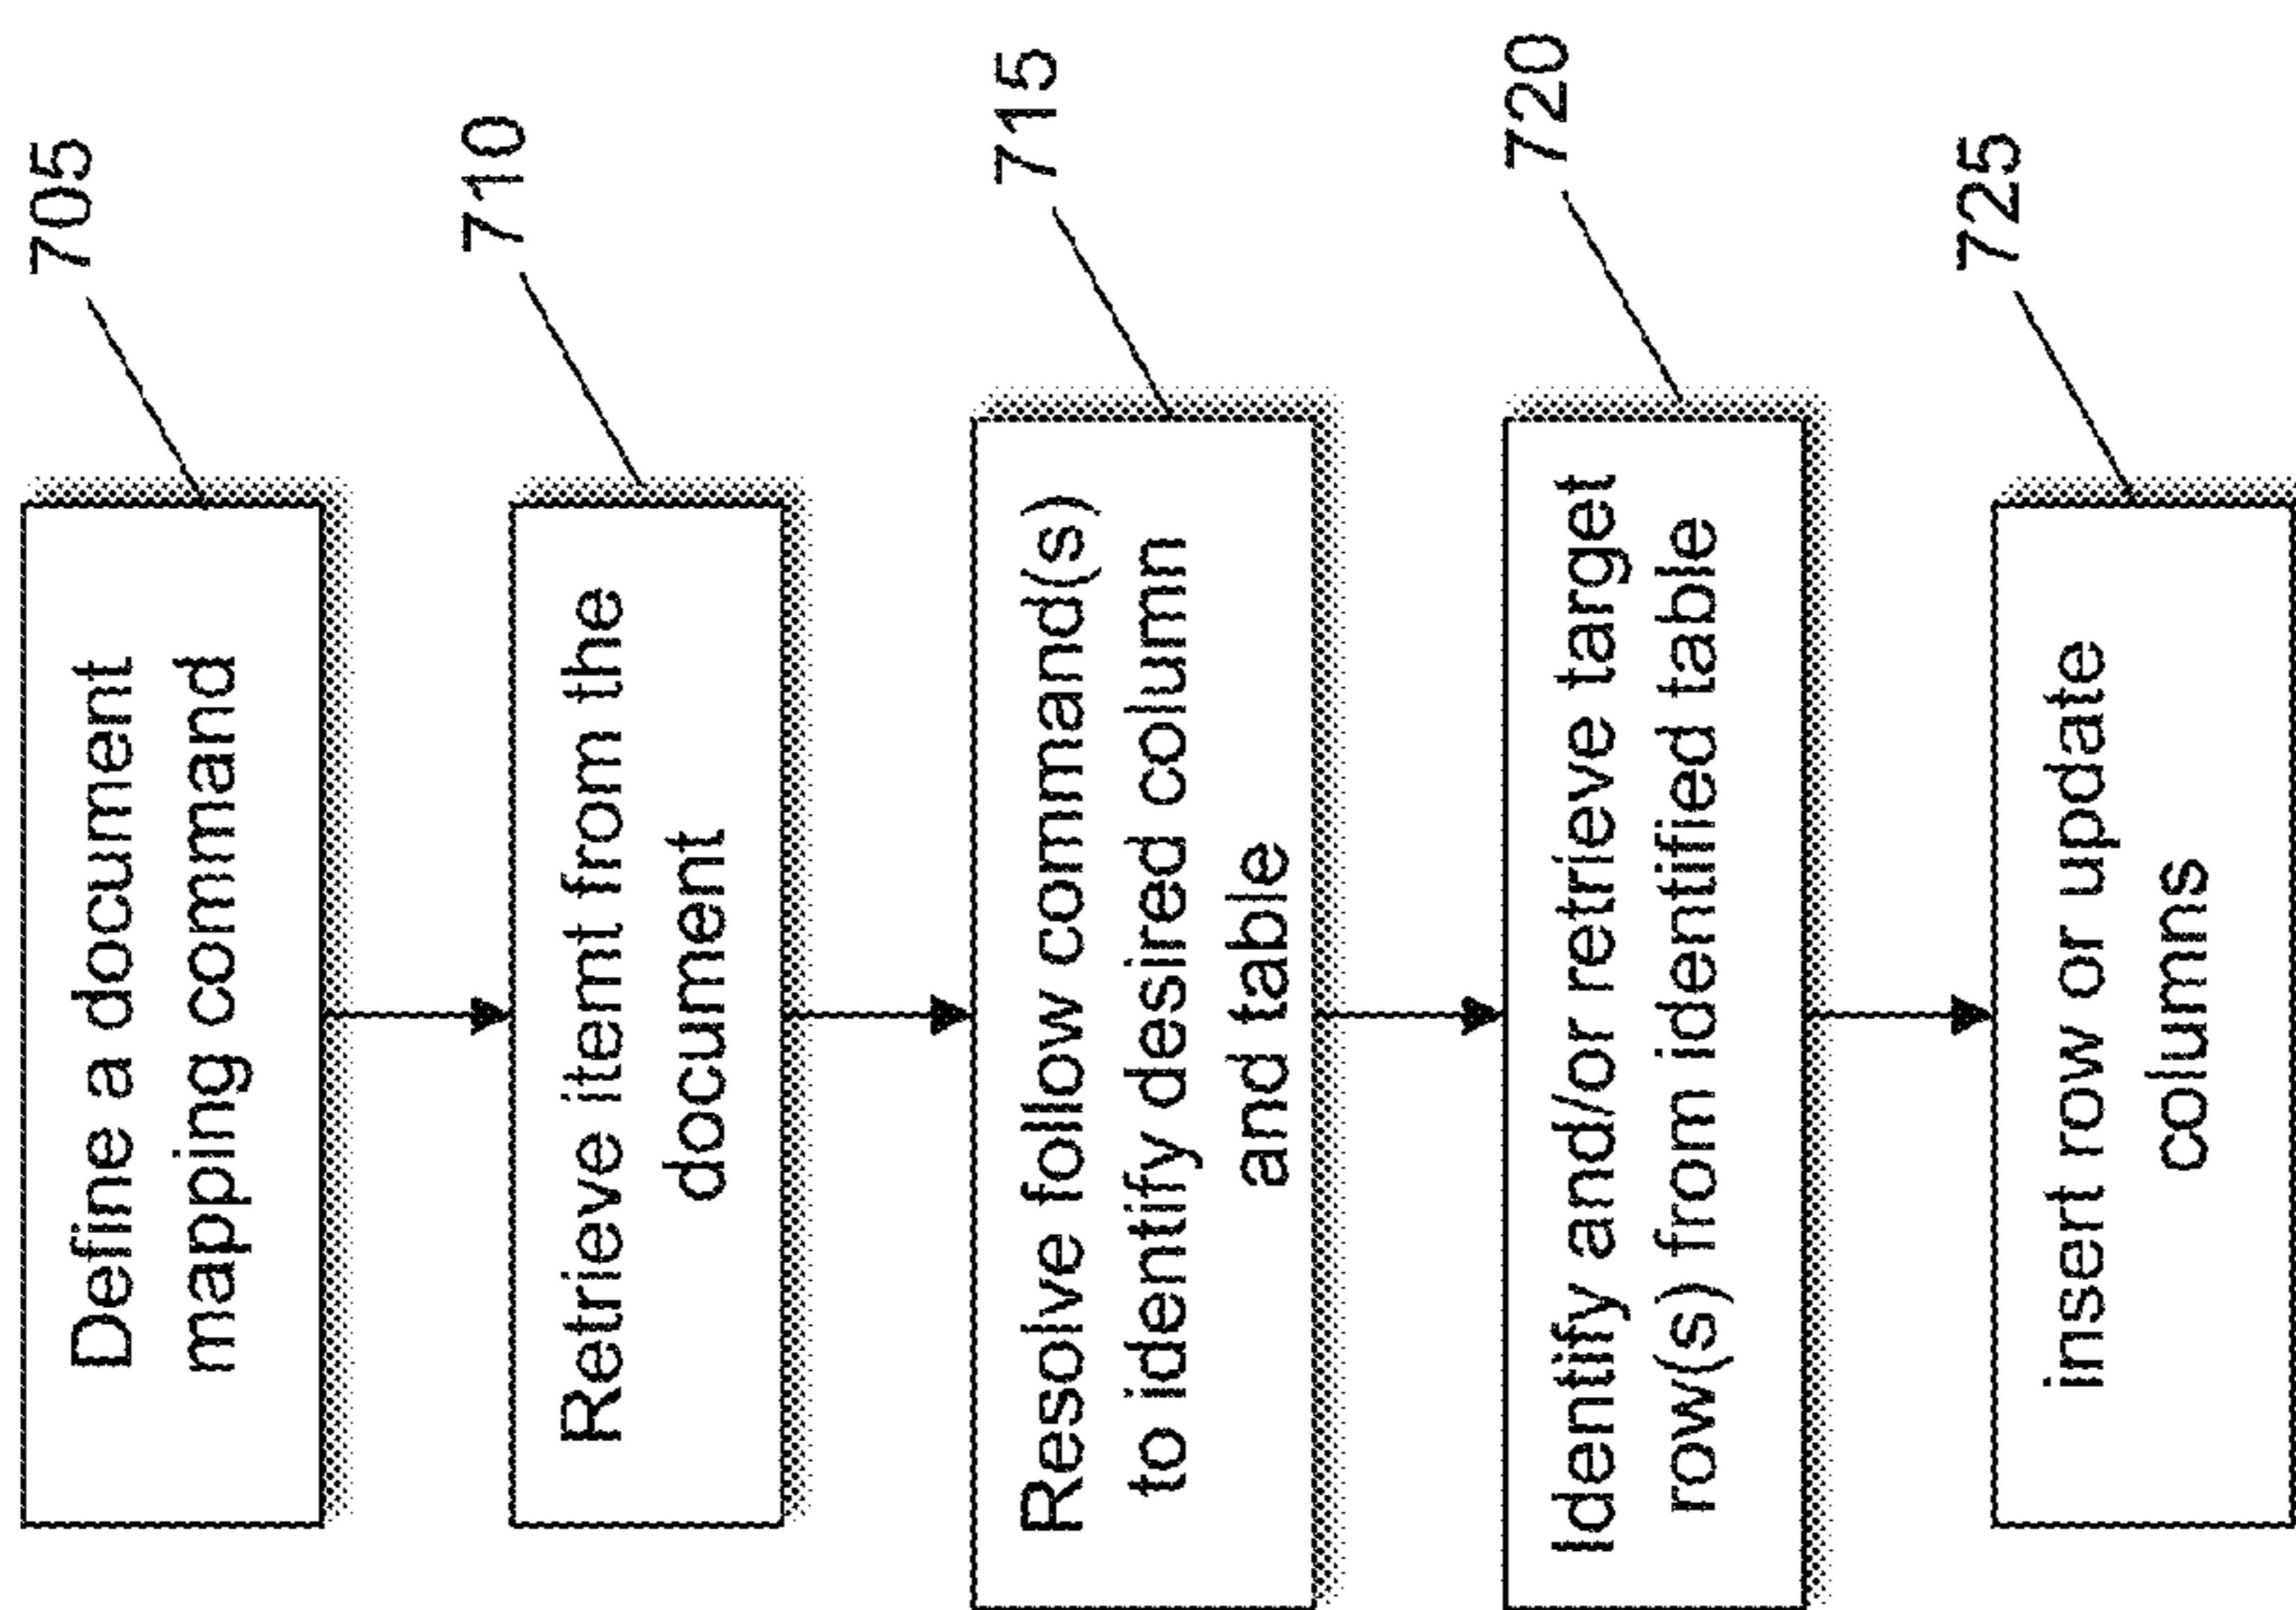 Define a document
mapping command
705
Retrieve item from the
document
710
Resolve follow command(s)
to identify desired column
and table
715
Identify and/or retrieve target
row(s) from identified table
720
insert row or update
columns
725